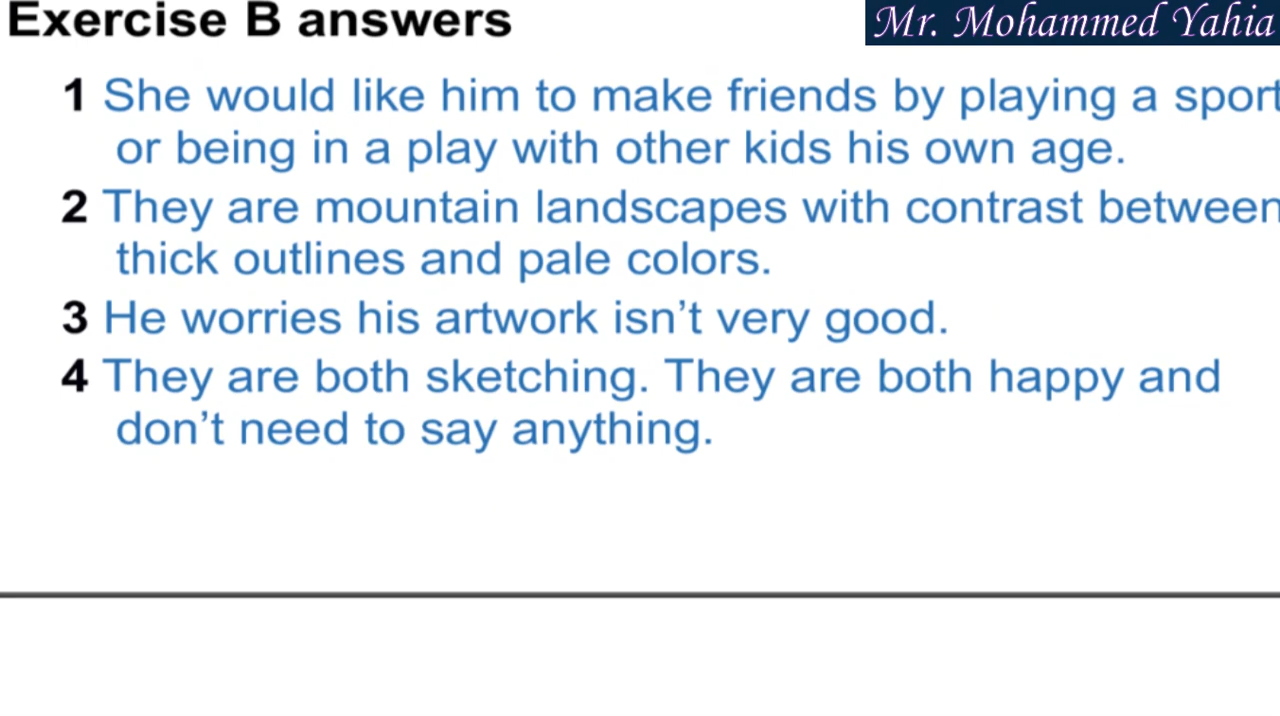 Exercise B answers
Mr. Mohammed Yahia
1 She would like him to make friends by playing a sport
or being in a play with other kids his own age.
2 They are mountain landscapes with contrast between
thick outlines and pale colors.
3 He worries his artwork isn't very good.
4 They are both sketching. They are both happy and
don't need to say anything.